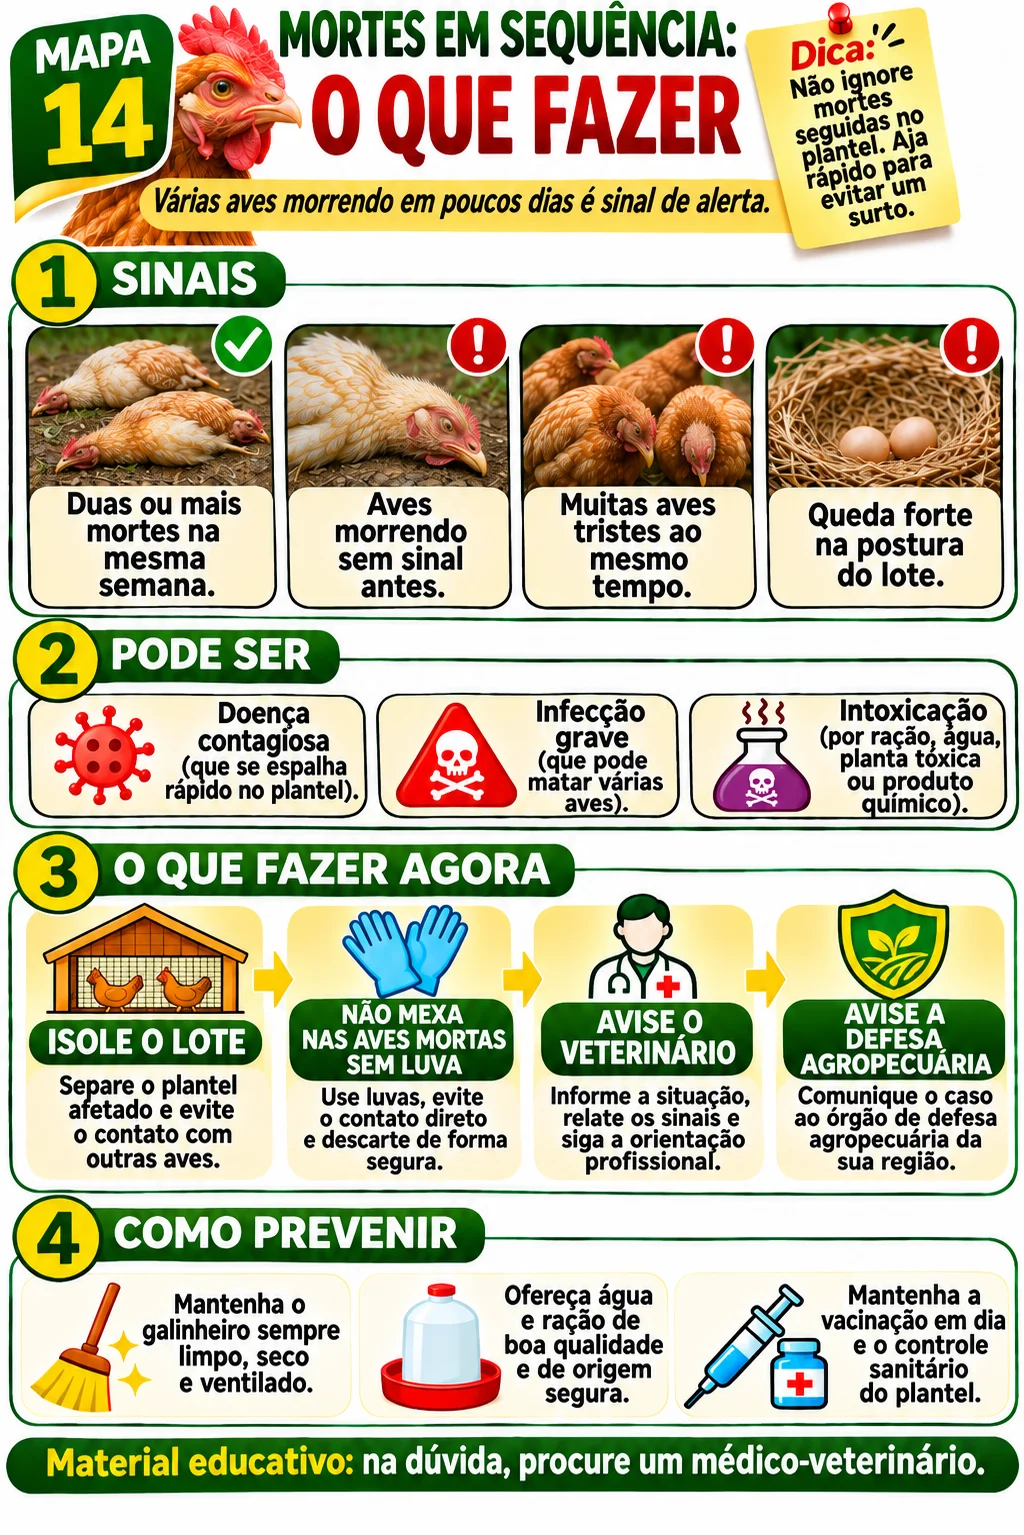 MAPA
14
MORTES EM SEQUÊNCIA:
O QUE FAZER
Várias aves morrendo em poucos dias é sinal de alerta.
Dica:
Não ignore
mortes
seguidas no
plantel. Aja
rápido para
evitar um
surto.
1 SINAIS
Duas ou mais
mortes na
mesma
semana.
Aves
morrendo
sem sinal
antes.
Muitas aves
tristes ao
mesmo
tempo.
Queda forte
na postura
do lote.
2 PODE SER
Doença
contagiosa
(que se espalha
rápido no plantel).
Infecção
grave
(que pode
matar várias
aves).
Intoxicação
(por ração, água,
planta tóxica
ou produto
químico).
3 O QUE FAZER AGORA
ISOLE O LOTE
Separe o plantel
afetado e evite
o contato com
outras aves.
NÃO MEXA
NAS AVES MORTAS
SEM LUVA
Use luvas, evite
o contato direto
e descarte de forma
segura.
AVISE O
VETERINÁRIO
Informe a situação,
relate os sinais e
siga a orientação
profissional.
AVISE A
DEFESA
AGROPECUÁRIA
Comunique o caso
ao órgão de defesa
agropecuária da
sua região.
4 COMO PREVENIR
Mantenha o
galinheiro sempre
limpo, seco
e ventilado.
Ofereça água
e ração de
boa qualidade
e de origem
segura.
Mantenha a
vacinação em dia
e o controle
sanitário
do plantel.
Material educativo: na dúvida, procure um médico-veterinário.